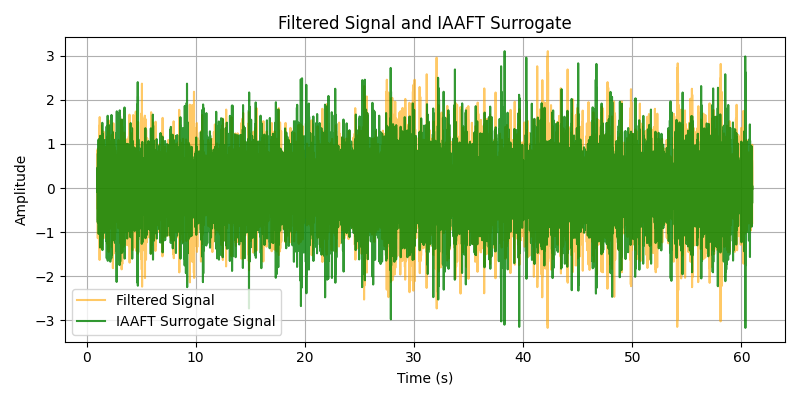 Filtered Signal and IAAFT Surrogate
3
2
1
0
−1
−2
−3
Amplitude
Filtered Signal
IAAFT Surrogate Signal
0 10 20 30 40 50 60
Time (s)